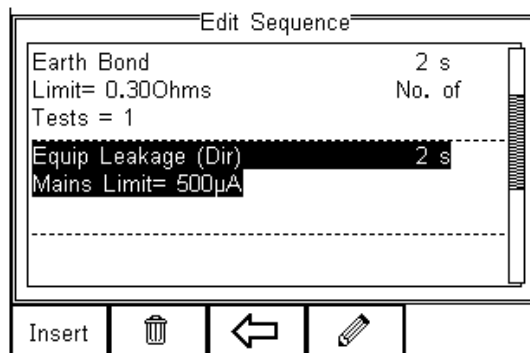 Edit Sequence
Earth Bond 2 s
Limit= 0.30Ohms No. of
Tests = 1
Equip Leakage (Dir) 2 s
Mains Limit= 500µA
Insert